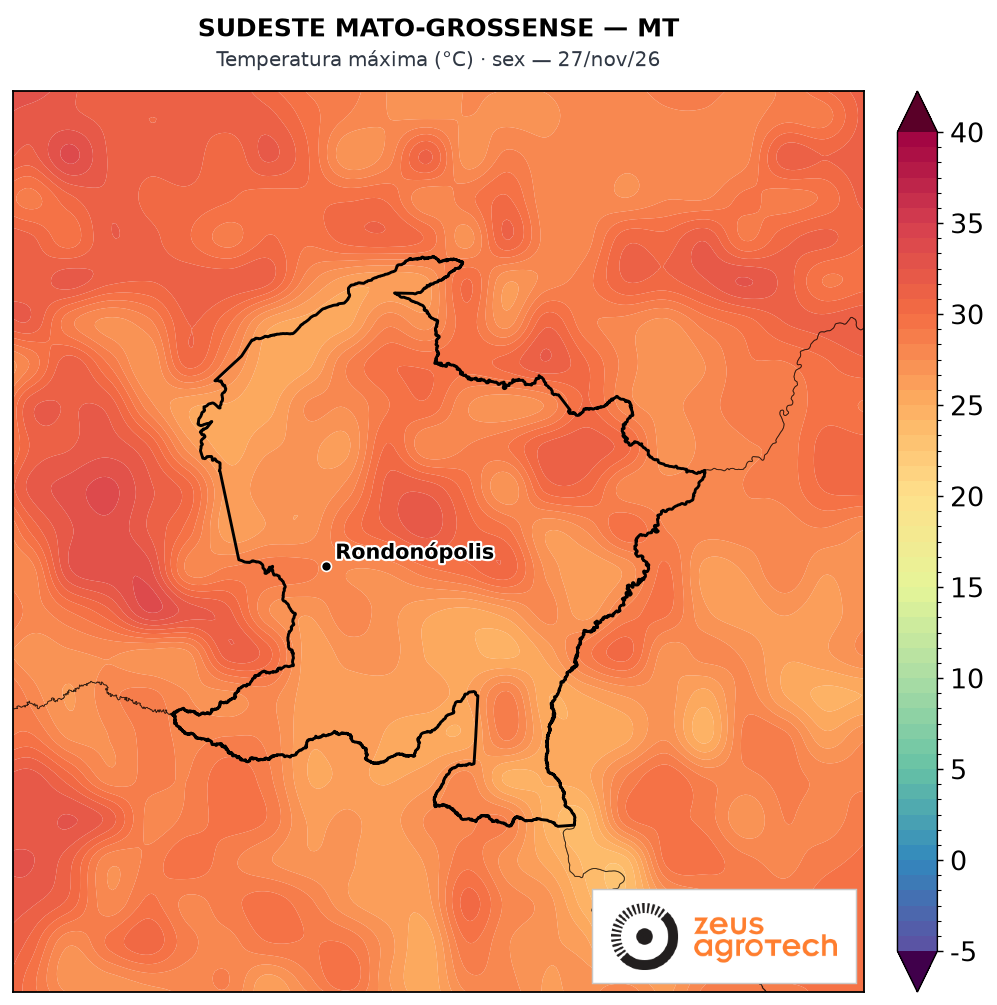 SUDESTE MATO-GROSSENSE — MT
Temperatura máxima (°C) · sex — 27/nov/26
40
35
30
25
20
15
10
5
0
-5
Rondonópolis
zeus
agrotech